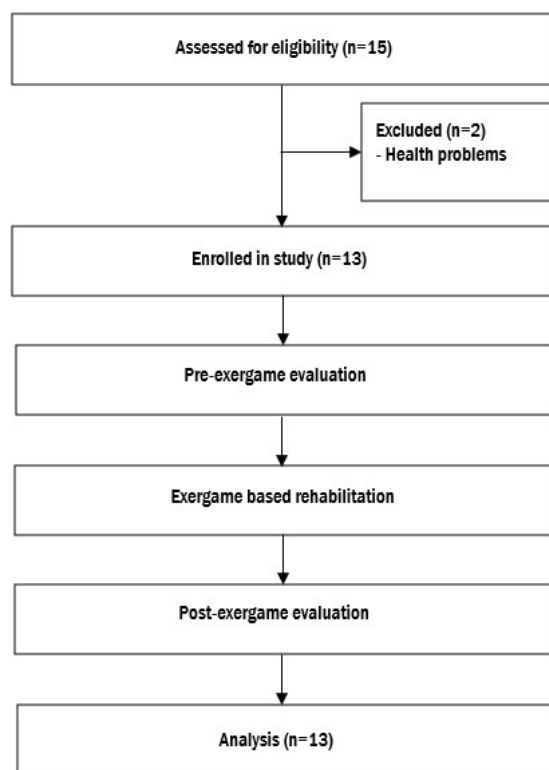 Assessed for eligibility (n=15)
Excluded (n=2)
- Health problems
Enrolled in study (n=13)
Pre-exergame evaluation
Exergame based rehabilitation
Post-exergame evaluation
Analysis (n=13)